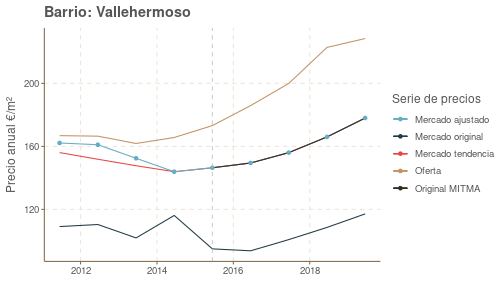 Barrio: Vallehermoso
Precio anual €/m²
200
160
120
2012
2014
2016
2018
Serie de precios
Mercado ajustado
Mercado original
Mercado tendencia
Oferta
Original MITMA